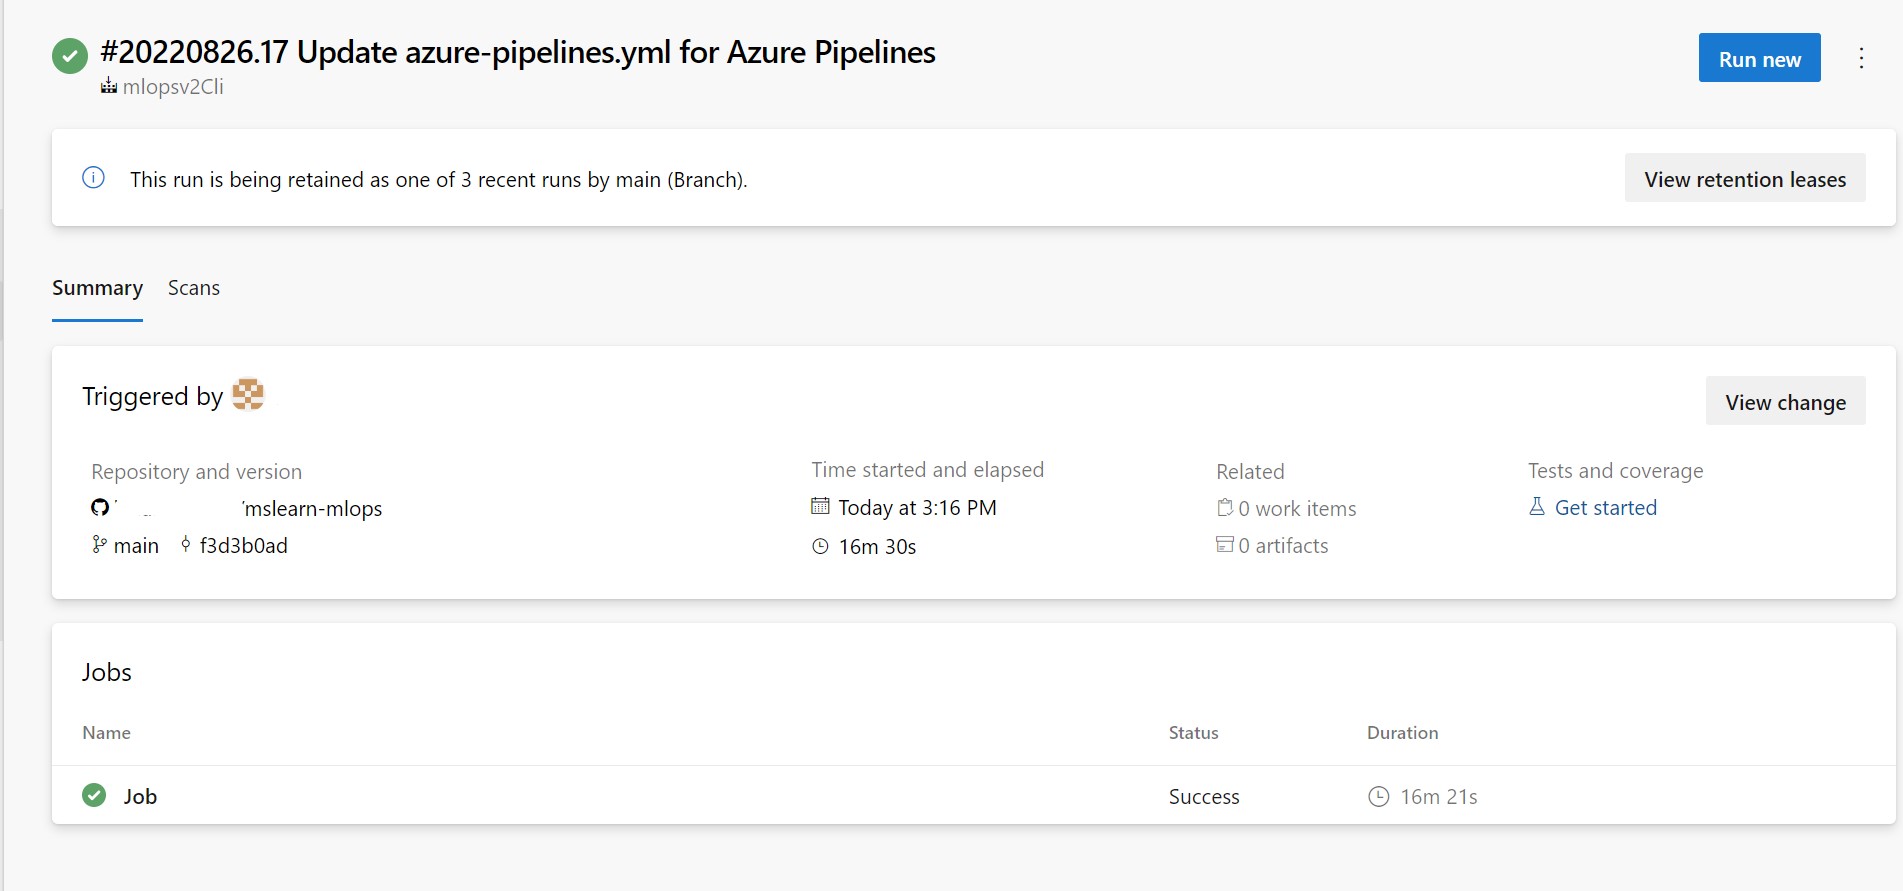 #20220826.17 Update azure-pipelines.yml for Azure Pipelines
mlopsv2Cli
Run new
This run is being retained as one of 3 recent runs by main (Branch).
View retention leases
Summary Scans
Triggered by
View change
Repository and version
/mslearn-mlops
main f3d3b0ad
Time started and elapsed
Today at 3:16 PM
16m 30s
Related
0 work items
0 artifacts
Tests and coverage
Get started
Jobs
Name Status Duration
Job Success 16m 21s